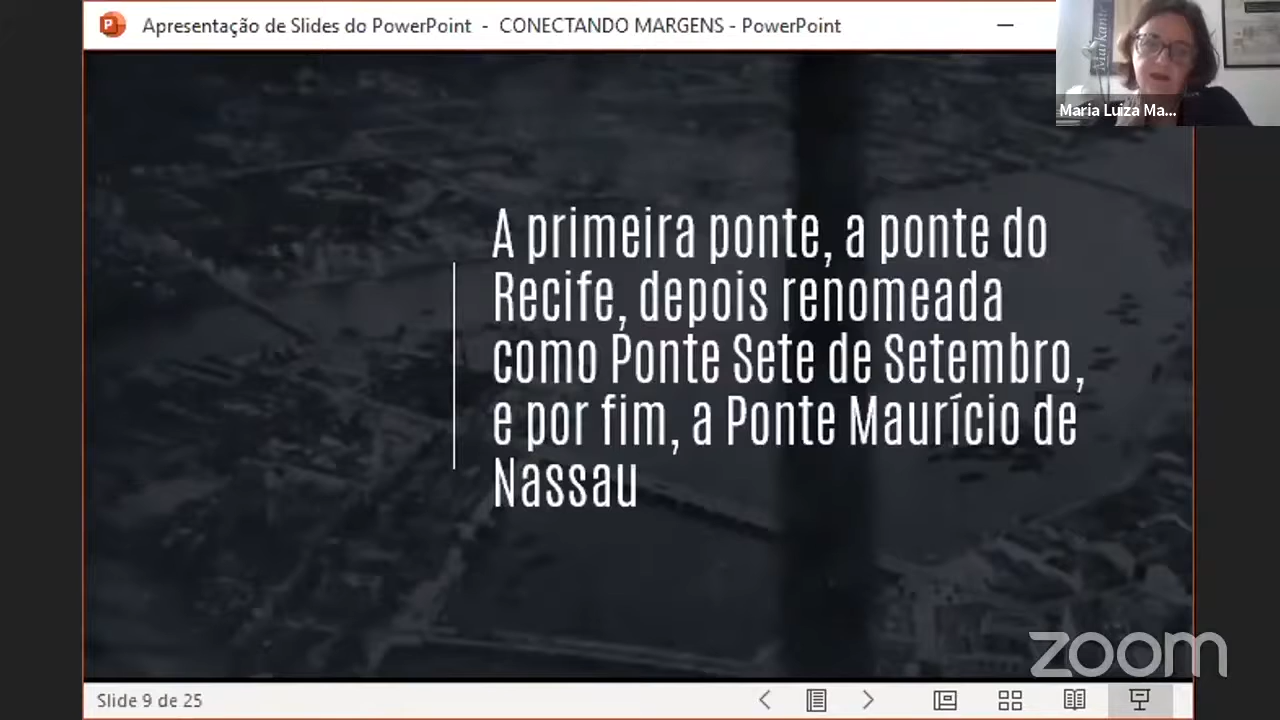 Apresentação de Slides do PowerPoint - CONECTANDO MARGENS - PowerPoint
Maria Luiza Ma...
A primeira ponte, a ponte do
Recife, depois renomeada
como Ponte Sete de Setembro,
e por fim, a Ponte Maurício de
Nassau
zoom
Slide 9 de 25